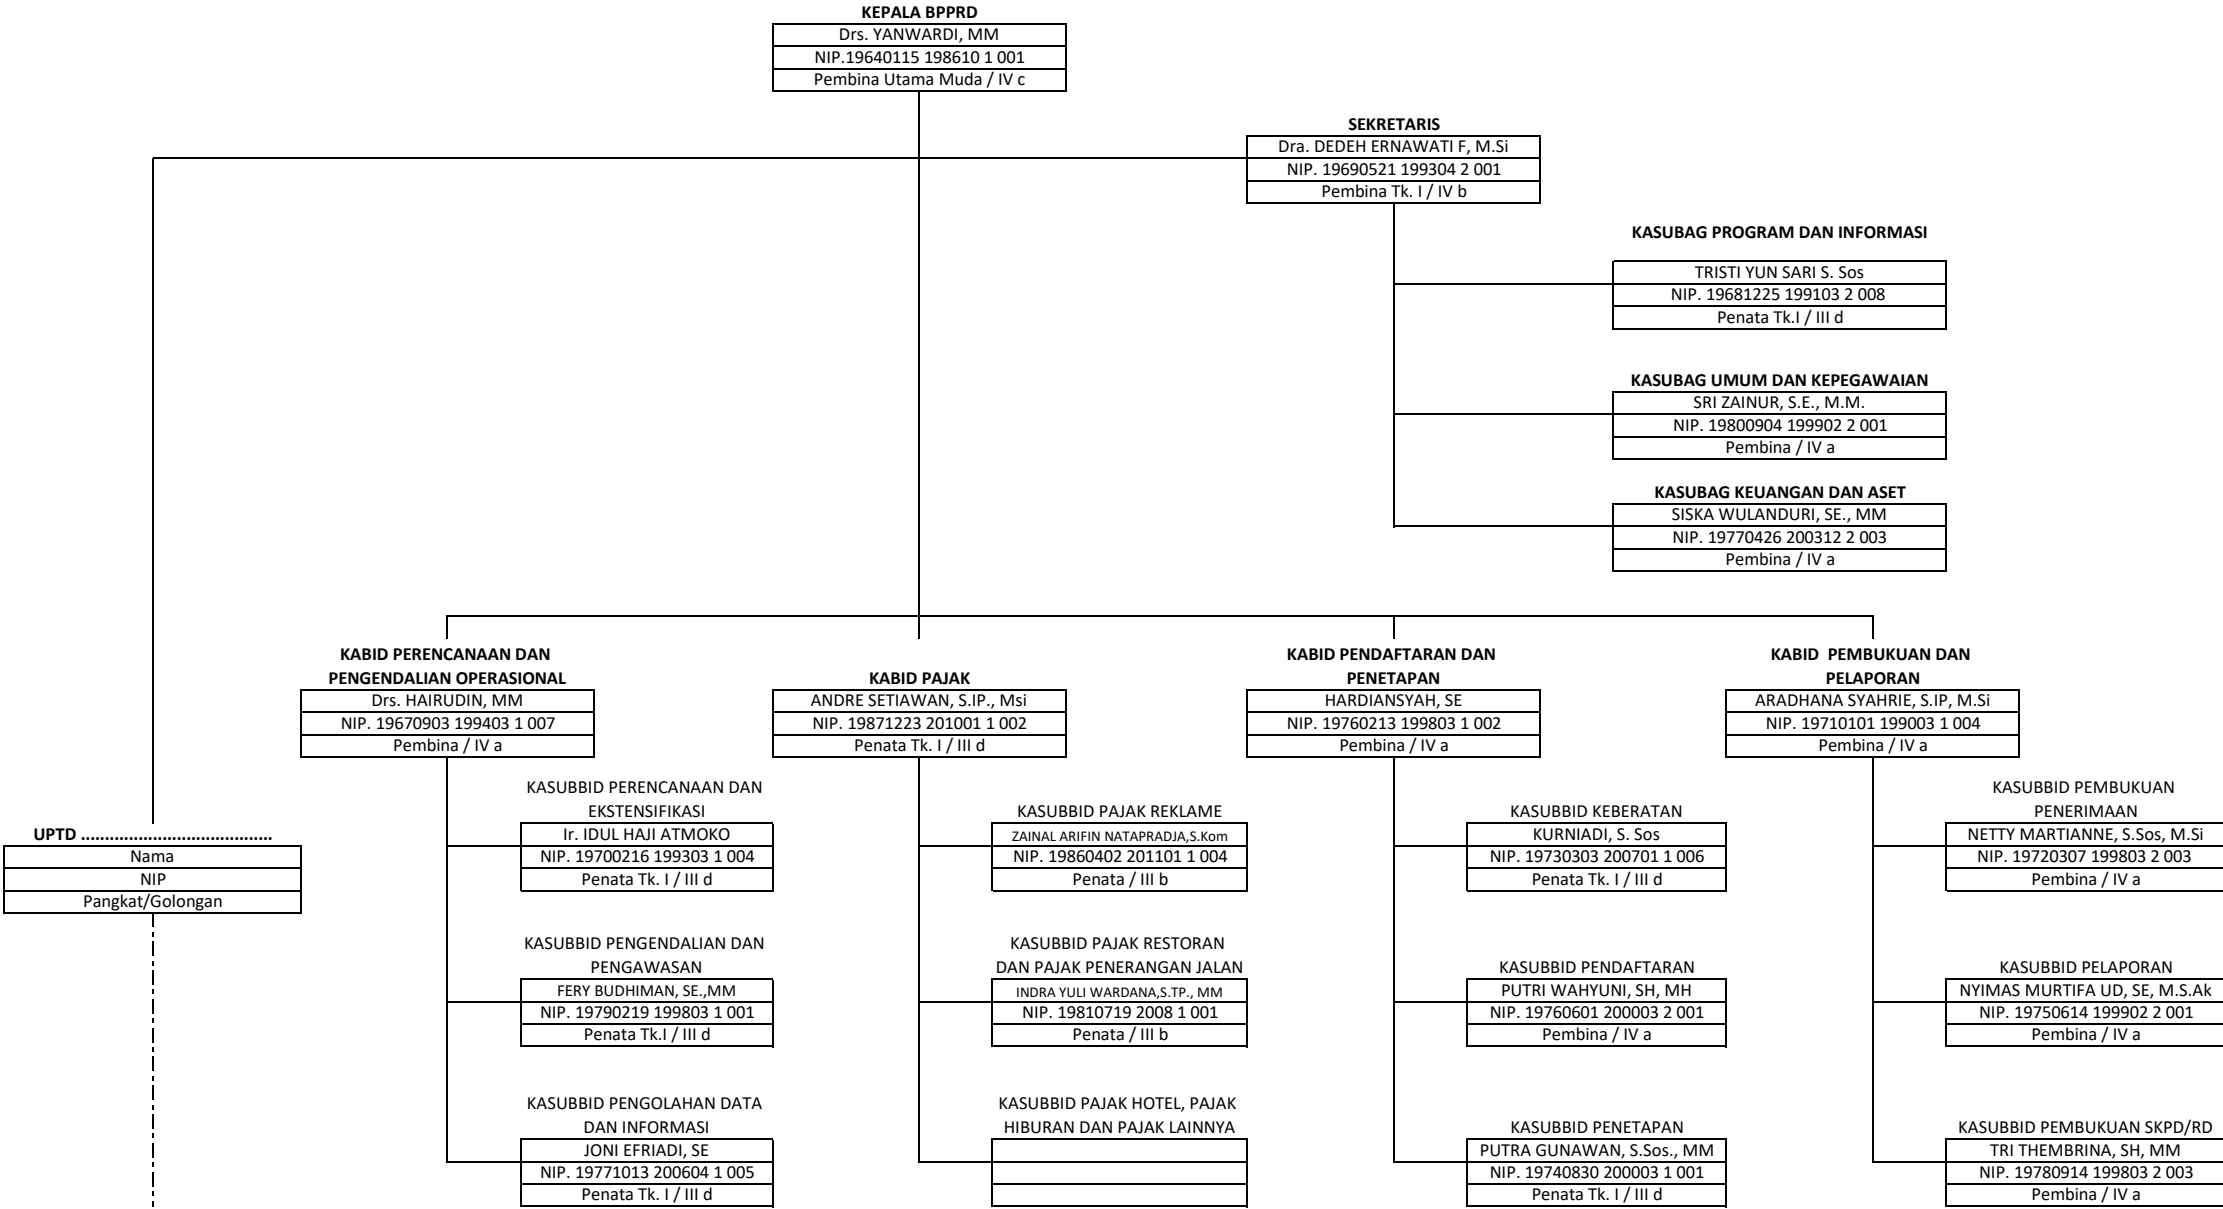 KEPALA BPPRD
Drs. YANWARDI, MM
NIP.19640115 198610 1 001
Pembina Utama Muda / IV c
SEKRETARIS
Dra. DEDEH ERNAWATI F, M.Si
NIP. 19690521 199304 2 001
Pembina Tk. I / IV b
KASUBAG PROGRAM DAN INFORMASI
TRISTI YUN SARI S. Sos
NIP. 19681225 199103 2 008
Penata Tk.I / III d
KASUBAG UMUM DAN KEPEGAWAIAN
SRI ZAINUR, S.E., M.M.
NIP. 19800904 199902 2 001
Pembina / IV a
KASUBAG KEUANGAN DAN ASET
SISKA WULANDURI, SE., MM
NIP. 19770426 200312 2 003
Pembina / IV a
KABID PERENCANAAN DAN
PENGENDALIAN OPERASIONAL
Drs. HAIRUDIN, MM
NIP. 19670903 199403 1 007
Pembina / IV a
KABID PAJAK
ANDRE SETIAWAN, S.IP., Msi
NIP. 19871223 201001 1 002
Penata Tk. I / III d
KABID PENDAFTARAN DAN
PENETAPAN
HARDIANSYAH, SE
NIP. 19760213 199803 1 002
Pembina / IV a
KABID  PEMBUKUAN DAN
PELAPORAN
ARADHANA SYAHRIE, S.IP, M.Si
NIP. 19710101 199003 1 004
Pembina / IV a
UPTD ........................................
Nama
NIP
Pangkat/Golongan
KASUBBID PERENCANAAN DAN
EKSTENSIFIKASI
Ir. IDUL HAJI ATMOKO
NIP. 19700216 199303 1 004
Penata Tk. I / III d
KASUBBID PENGENDALIAN DAN
PENGAWASAN
FERY BUDHIMAN, SE.,MM
NIP. 19790219 199803 1 001
Penata Tk.I / III d
KASUBBID PENGOLAHAN DATA
DAN INFORMASI
JONI EFRIADI, SE
NIP. 19771013 200604 1 005
Penata Tk. I / III d
KASUBBID PAJAK REKLAME
ZAINAL ARIFIN NATAPRADJA,S.Kom
NIP. 19860402 201101 1 004
Penata / III b
KASUBBID PAJAK RESTORAN
DAN PAJAK PENERANGAN JALAN
INDRA YULI WARDANA,S.TP., MM
NIP. 19810719 2008 1 001
Penata / III b
KASUBBID PAJAK HOTEL, PAJAK
HIBURAN DAN PAJAK LAINNYA
KASUBBID KEBERATAN
KURNIADI, S. Sos
NIP. 19730303 200701 1 006
Penata Tk. I / III d
KASUBBID PENDAFTARAN
PUTRI WAHYUNI, SH, MH
NIP. 19760601 200003 2 001
Pembina / IV a
KASUBBID PENETAPAN
PUTRA GUNAWAN, S.Sos., MM
NIP. 19740830 200003 1 001
Penata Tk. I / III d
KASUBBID PEMBUKUAN
PENERIMAAN
NETTY MARTIANNE, S.Sos, M.Si
NIP. 19720307 199803 2 003
Pembina / IV a
KASUBBID PELAPORAN
NYIMAS MURTIFA UD, SE, M.S.Ak
NIP. 19750614 199902 2 001
Pembina / IV a
KASUBBID PEMBUKUAN SKPD/RD
TRI THEMBRINA, SH, MM
NIP. 19780914 199803 2 003
Pembina / IV a